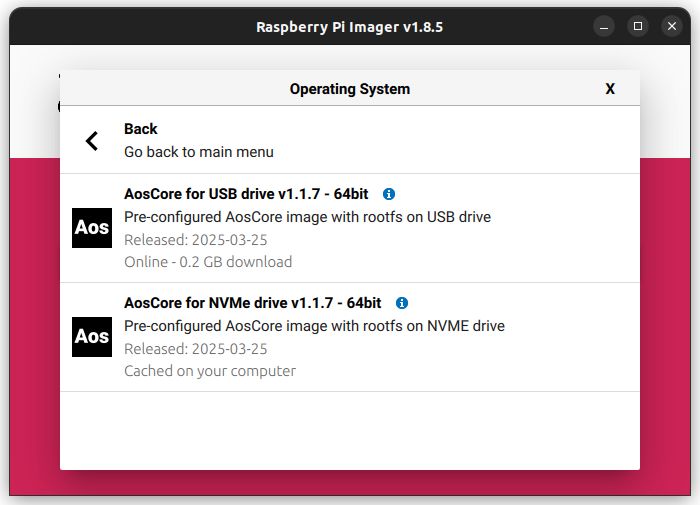 Raspberry Pi Imager v1.8.5
Operating System
X
Back
Go back to main menu
AosCore for USB drive v1.1.7 - 64bit
Aos
Pre-configured AosCore image with rootfs on USB drive
Released: 2025-03-25
Online - 0.2 GB download
AosCore for NVMe drive v1.1.7 - 64bit
Aos
Pre-configured AosCore image with rootfs on NVME drive
Released: 2025-03-25
Cached on your computer